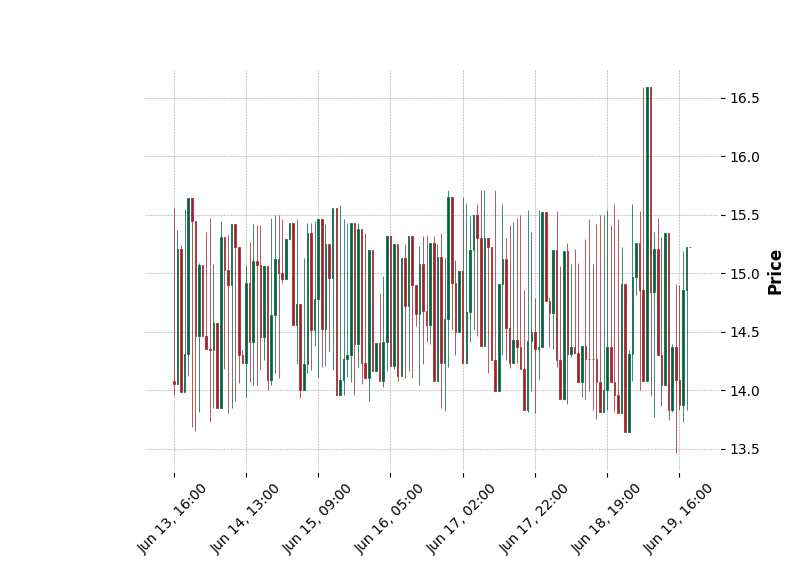 16.5
16.0
15.5
15.0
14.5
14.0
13.5
Price
Jun 13, 16:00
Jun 14, 13:00
Jun 15, 09:00
Jun 16, 05:00
Jun 17, 02:00
Jun 17, 22:00
Jun 18, 19:00
Jun 19, 16:00